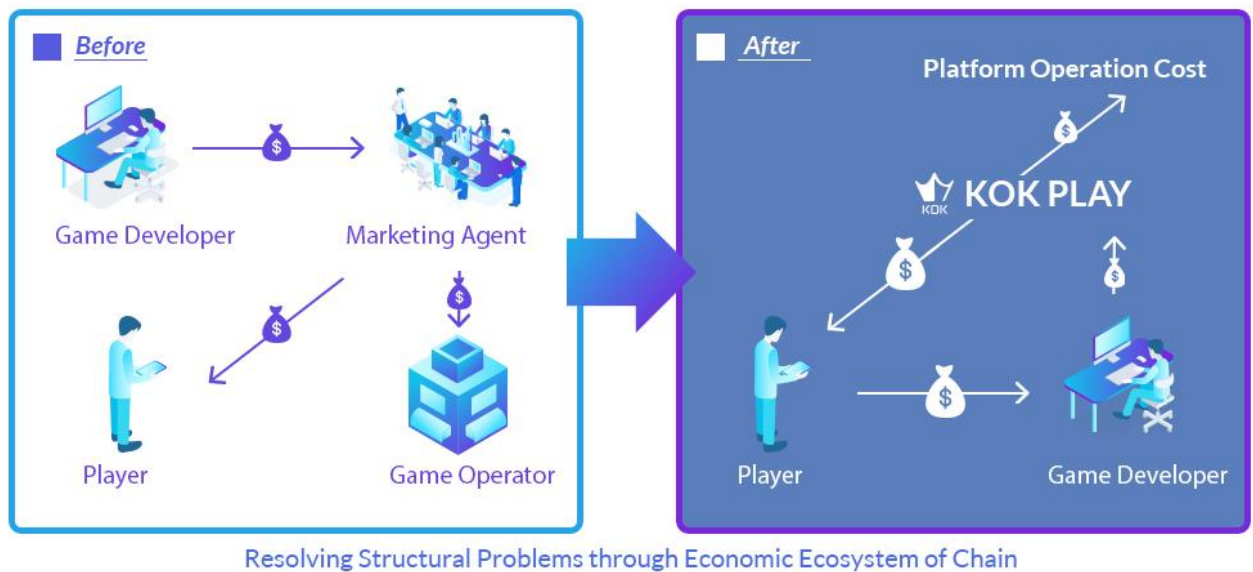 Before
Game Developer
$
Marketing Agent
$
$
Player
Game Operator
After
Platform Operation Cost
$
KOK
KOK PLAY
$
$
$
Player
Game Developer
Resolving Structural Problems through Economic Ecosystem of Chain